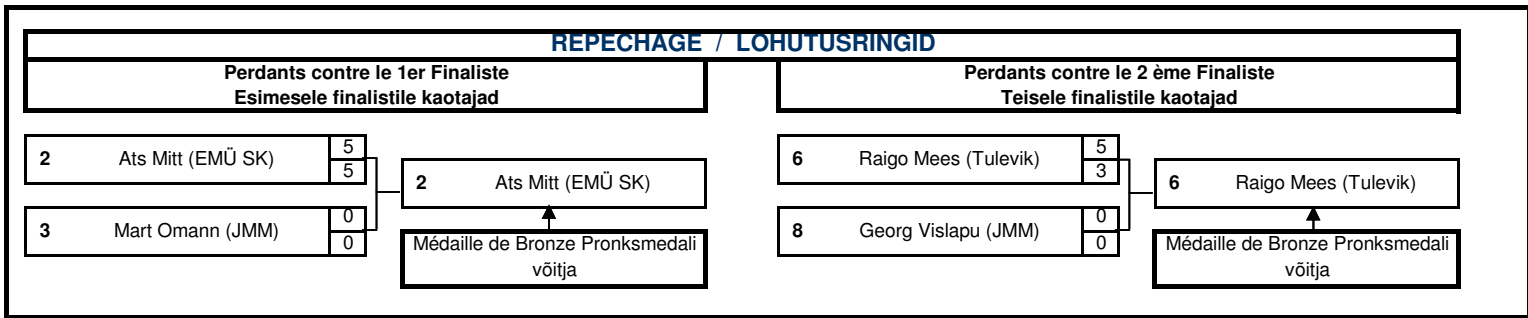 REPECHAGE / LOHUTUSRINGID
Perdants contre le 1er Finaliste
Esimesele finalistile kaotajad
Perdants contre le 2 ème Finaliste
Teisele finalistile kaotajad
2 Ats Mitt (EMÜ SK) 5
5
3 Mart Omann (JMM) 0
0
2 Ats Mitt (EMÜ SK)
Médaille de Bronze Pronksmedali
võitja
6 Raigo Mees (Tulevik) 5
3
8 Georg Vislapu (JMM) 0
0
6 Raigo Mees (Tulevik)
Médaille de Bronze Pronksmedali
võitja